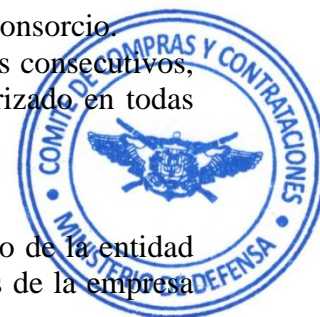 onsorcio.
s consecutivos,
rizado en todas
o de la entidad
s de la empresa
COMITÉ DE COMPRAS Y CONTRATACIONES
MINISTERIO DE DEFENSA